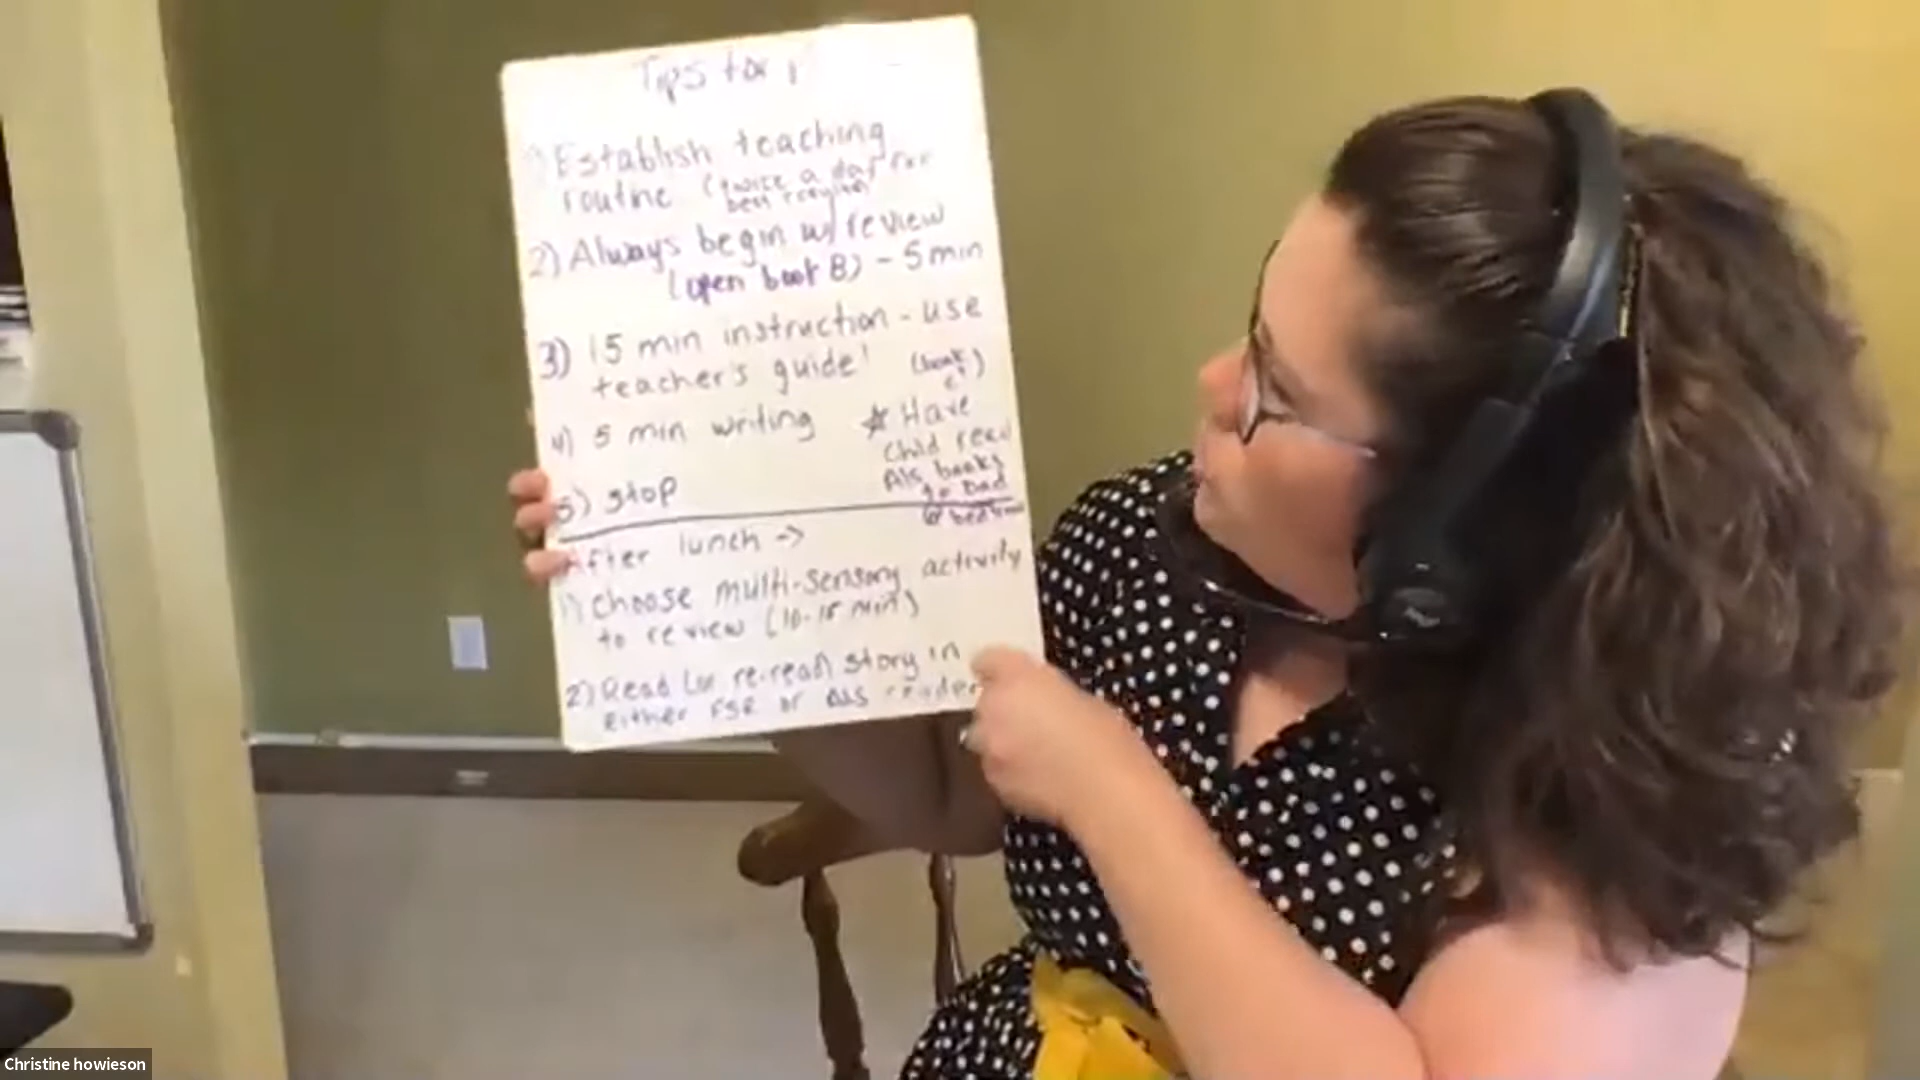 Tips for
1) Establish teaching
routine (twice a day for
best
2) Always begin w/ review
(open book B) - 5 min
3) 15 min instruction - use
teacher's guide! (book
C)
4) 5 min writing
* Have
child read
Als books
to Dad
@ bedtime
5) stop
After lunch ->
1) Choose multi-sensory activity
to review (10-15 min)
2) Read (or re-read) story in
Either FSR or Als reader
Christine howieson